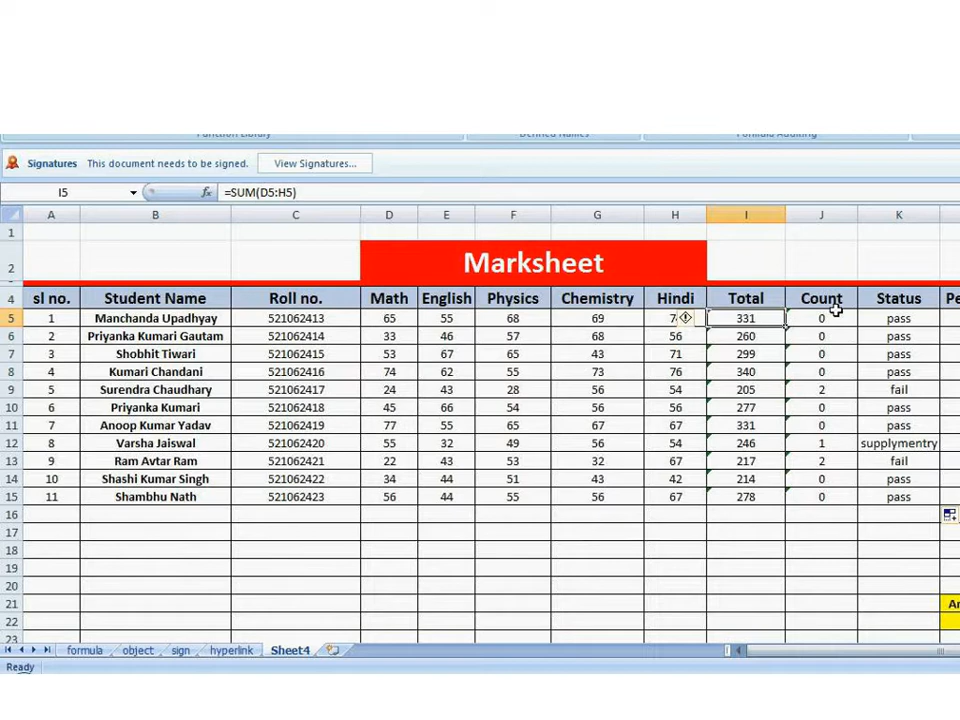 Signatures This document needs to be signed. View Signatures...
I5 fx =SUM(D5:H5)
A B C D E F G H I J K
1
2 Marksheet
4 sl no. Student Name Roll no. Math English Physics Chemistry Hindi Total Count Status
5 1 Manchanda Upadhyay 521062413 65 55 68 69 331 0 pass
6 2 Priyanka Kumari Gautam 521062414 33 46 57 68 56 260 0 pass
7 3 Shobhit Tiwari 521062415 53 67 65 43 71 299 0 pass
8 4 Kumari Chandani 521062416 74 62 55 73 76 340 0 pass
9 5 Surendra Chaudhary 521062417 24 43 28 56 54 205 2 fail
10 6 Priyanka Kumari 521062418 45 66 54 56 56 277 0 pass
11 7 Anoop Kumar Yadav 521062419 77 55 65 67 67 331 0 pass
12 8 Varsha Jaiswal 521062420 55 32 49 56 54 246 1 supplymentry
13 9 Ram Avtar Ram 521062421 22 43 53 32 67 217 2 fail
14 10 Shashi Kumar Singh 521062422 34 44 51 43 42 214 0 pass
15 11 Shambhu Nath 521062423 56 44 55 56 67 278 0 pass
16
17
18
19
20
21
22
23
formula object sign hyperlink Sheet4
Ready